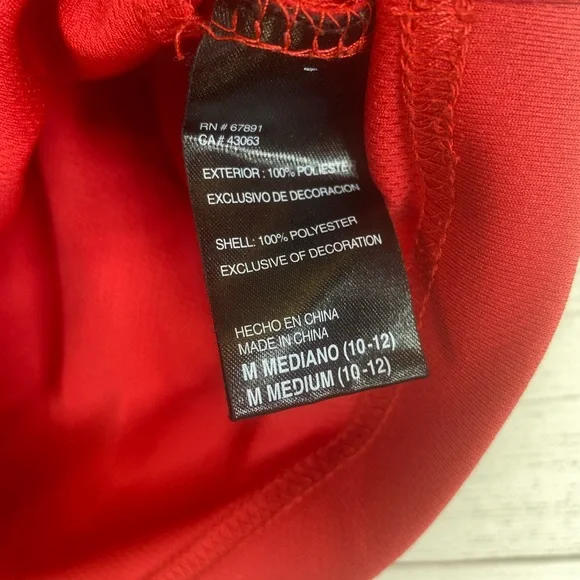 RN # 67891
CA# 43063
EXTERIOR : 100% POLIESTE
EXCLUSIVO DE DECORACION
SHELL: 100% POLYESTER
EXCLUSIVE OF DECORATION
HECHO EN CHINA
MADE IN CHINA
M MEDIANO (10-12)
M MEDIUM (10-12)